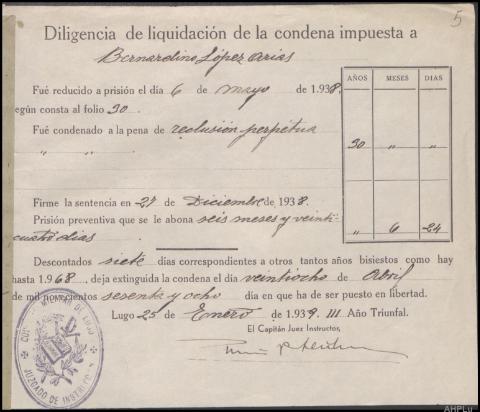 5
Diligencia de liquidación de la condena impuesta a
Bernardino López Arias
Fué reducido a prisión el día 6 de mayo de 1.938.
egún consta al folio 30
Fué condenado a la pena de reclusión perpetua
" "
AÑOS MESES DIAS
30 " "
Firme la sentencia en 27 de Diciembre de 1938.
Prisión preventiva que se le abona seis meses y veinti-
cuatro dias
" 6 24
Descontados siete días correspondientes a otros tantos años bisiestos como hay
hasta 1.968. deja extinguida la condena el día veintiocho de Abril
de mil novecientos sesenta y ocho día en que ha de ser puesto en libertad.
Lugo 25 de Enero de 1.939. III Año Triunfal.
El Capitán Juez Instructor,
JUZGADO DE INSTRUC
AHPLu